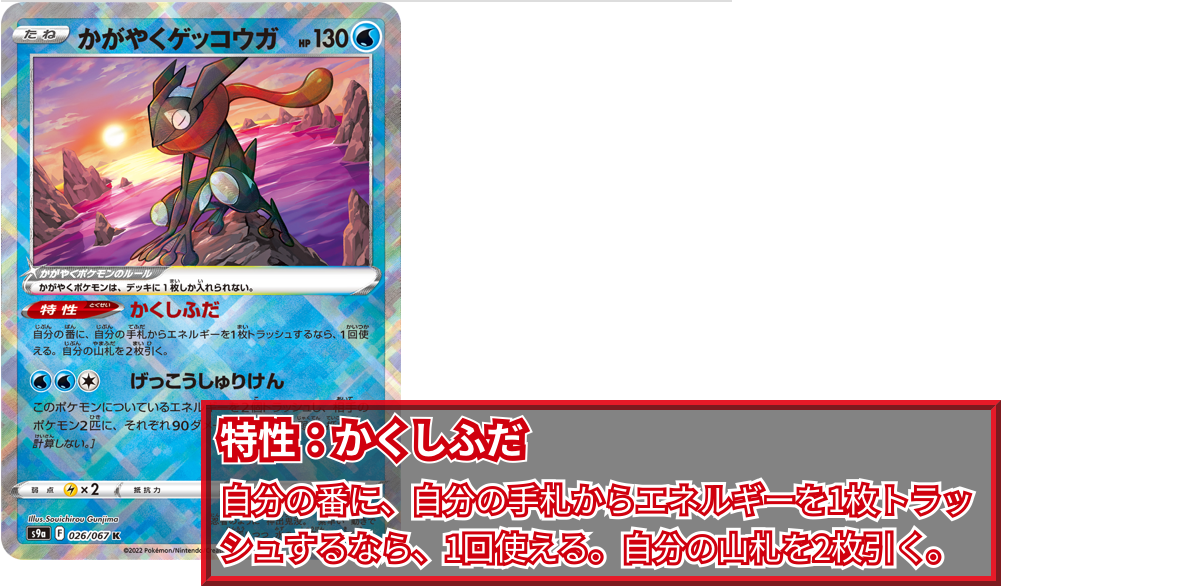 たね かがやくゲッコウガ HP 130
かがやくポケモンのルール
かがやくポケモンは、デッキに1枚しか入れられない。
特性 かくしふだ
自分の番に、自分の手札からエネルギーを1枚トラッシュするなら、1回使
える。自分の山札を2枚引く。
げっこうしゅりけん
このポケモンについているエネル
ポケモン2匹に、それぞれ90ダ
計算しない。]
特性：かくしふだ
自分の番に、自分の手札からエネルギーを1枚トラッ
シュするなら、1回使える。自分の山札を2枚引く。
弱点 ×2 抵抗力
Illus. Souichirou Gunjima
s9a F 026/067 K
©2022 Pokémon/Nintendo